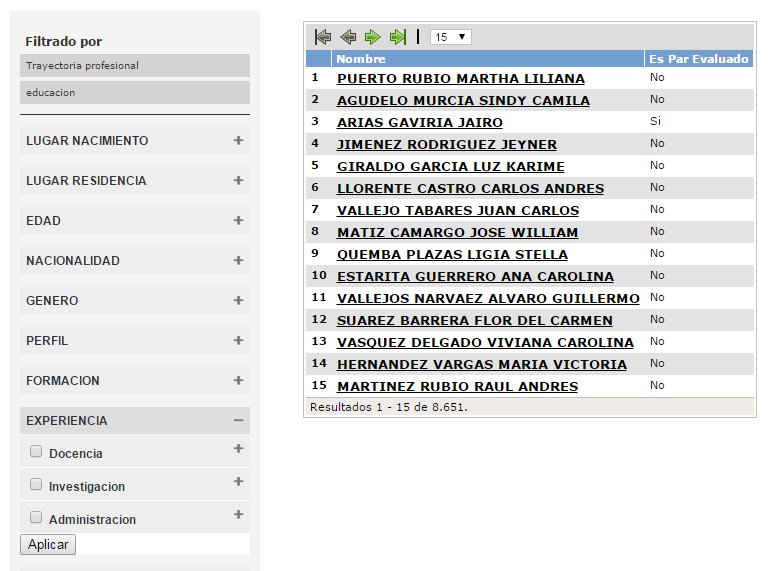 Filtrado por
Trayectoria profesional
educacion
LUGAR NACIMIENTO +
LUGAR RESIDENCIA +
EDAD +
NACIONALIDAD +
GENERO +
PERFIL +
FORMACION +
EXPERIENCIA −
Docencia +
Investigacion +
Administracion +
Aplicar
15
Nombre Es Par Evaluado
1 PUERTO RUBIO MARTHA LILIANA No
2 AGUDELO MURCIA SINDY CAMILA No
3 ARIAS GAVIRIA JAIRO Si
4 JIMENEZ RODRIGUEZ JEYNER No
5 GIRALDO GARCIA LUZ KARIME No
6 LLORENTE CASTRO CARLOS ANDRES No
7 VALLEJO TABARES JUAN CARLOS No
8 MATIZ CAMARGO JOSE WILLIAM No
9 QUEMBA PLAZAS LIGIA STELLA No
10 ESTARITA GUERRERO ANA CAROLINA No
11 VALLEJOS NARVAEZ ALVARO GUILLERMO No
12 SUAREZ BARRERA FLOR DEL CARMEN No
13 VASQUEZ DELGADO VIVIANA CAROLINA No
14 HERNANDEZ VARGAS MARIA VICTORIA No
15 MARTINEZ RUBIO RAUL ANDRES No
Resultados 1 - 15 de 8.651.